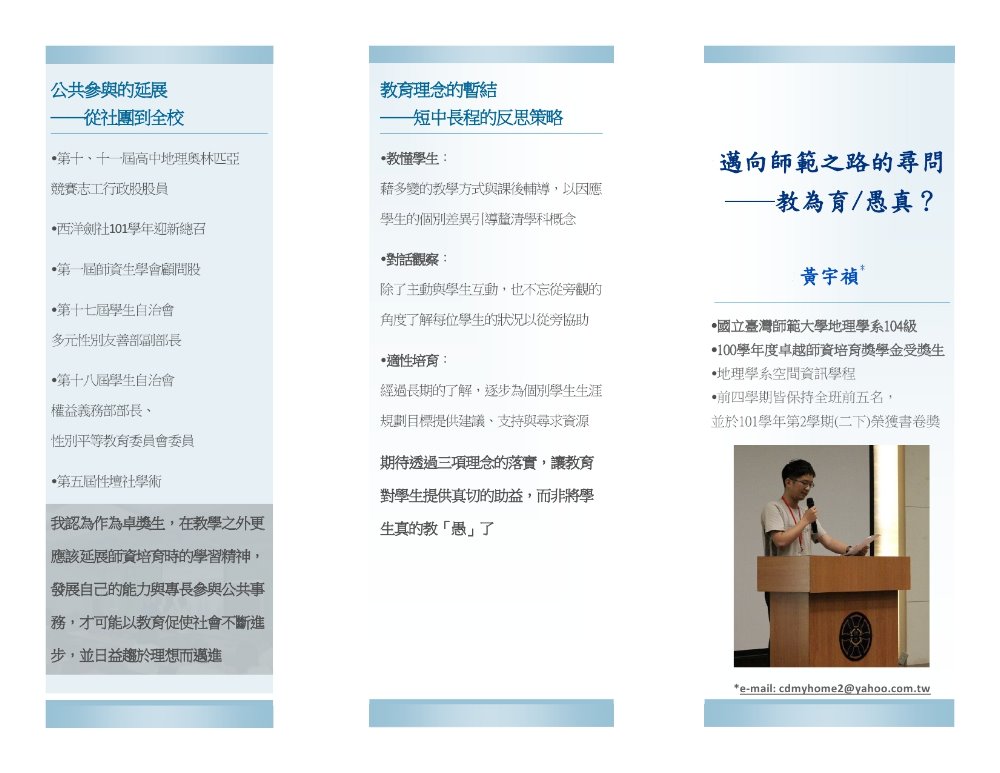 公共參與的延展
——從社團到全校
•第十、十一屆高中地理奧林匹亞
競賽志工行政股股員
•西洋劍社101學年迎新總召
•第一屆師資生學會顧問股
•第十七屆學生自治會
多元性別友善部副部長
•第十八屆學生自治會
權益義務部部長、
性別平等教育委員會委員
•第五屆性壇社學術
我認為作為卓獎生，在教學之外更
應該延展師資培育時的學習精神，
發展自己的能力與專長參與公共事
務，才可能以教育促使社會不斷進
步，並日益趨於理想而邁進
教育理念的暫結
——短中長程的反思策略
•教懂學生：
藉多變的教學方式與課後輔導，以因應
學生的個別差異引導釐清學科概念
•對話觀察：
除了主動與學生互動，也不忘從旁觀的
角度了解每位學生的狀況以從旁協助
•適性培育：
經過長期的了解，逐步為個別學生生涯
規劃目標提供建議、支持與尋求資源
期待透過三項理念的落實，讓教育
對學生提供真切的助益，而非將學
生真的教「愚」了
邁向師範之路的尋問
——教為育/愚真？
黃宇禎*
•國立臺灣師範大學地理學系104級
•100學年度卓越師資培育獎學金受獎生
•地理學系空間資訊學程
•前四學期皆保持全班前五名，
並於101學年第2學期(二下)榮獲書卷獎
*e-mail: cdmyhome2@yahoo.com.tw